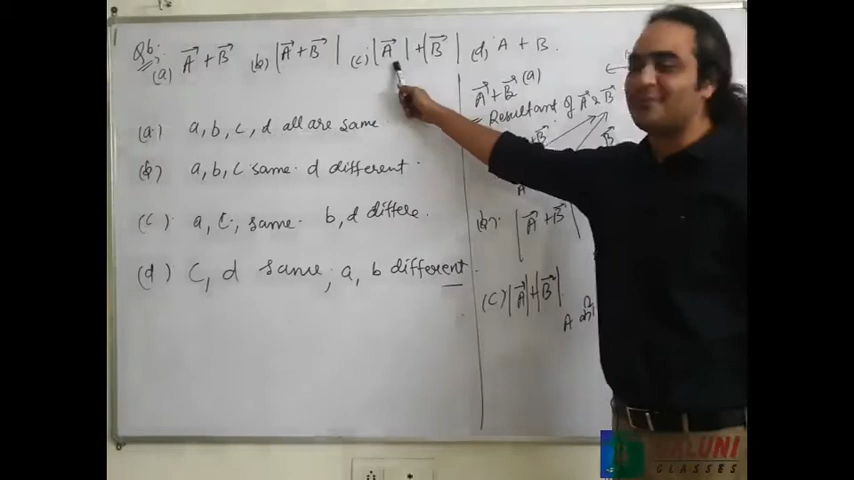 Q6:
(a) A⃗ + B⃗ (b) |A⃗ + B⃗| (c) |A⃗| + |B⃗| (d) A + B.
(a) a, b, c, d all are same
(b) a, b, c same d different.
(c). a, c, same. b, d differe.
(d) c, d same, a, b different.
A⃗ + B⃗ (a)
= Resultant of A⃗ & B⃗
B⃗
A
(b). |A⃗ + B⃗|
(c) |A⃗| + |B⃗|
A
CLASSES